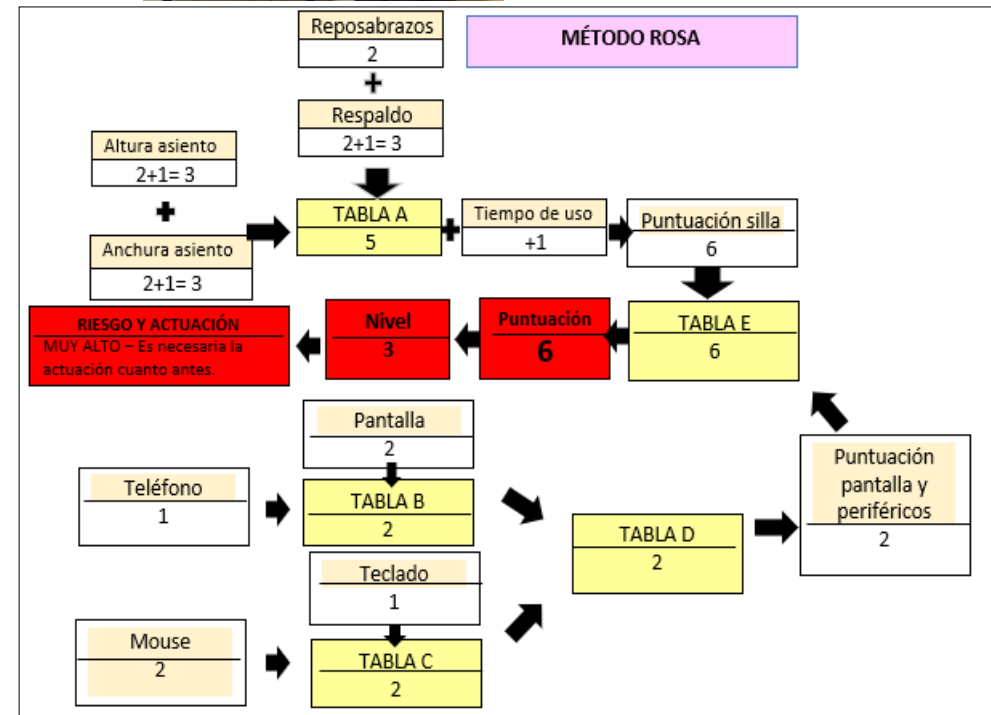 Reposabrazos
2
MÉTODO ROSA
+
Respaldo
2+1= 3
Altura asiento
2+1= 3
+
Anchura asiento
2+1= 3
TABLA A
5
+
Tiempo de uso
+1
Puntuación silla
6
RIESGO Y ACTUACIÓN
MUY ALTO – Es necesaria la
actuación cuanto antes.
Nivel
3
Puntuación
6
TABLA E
6
Pantalla
2
Teléfono
1
TABLA B
2
Teclado
1
Mouse
2
TABLA C
2
TABLA D
2
Puntuación
pantalla y
periféricos
2